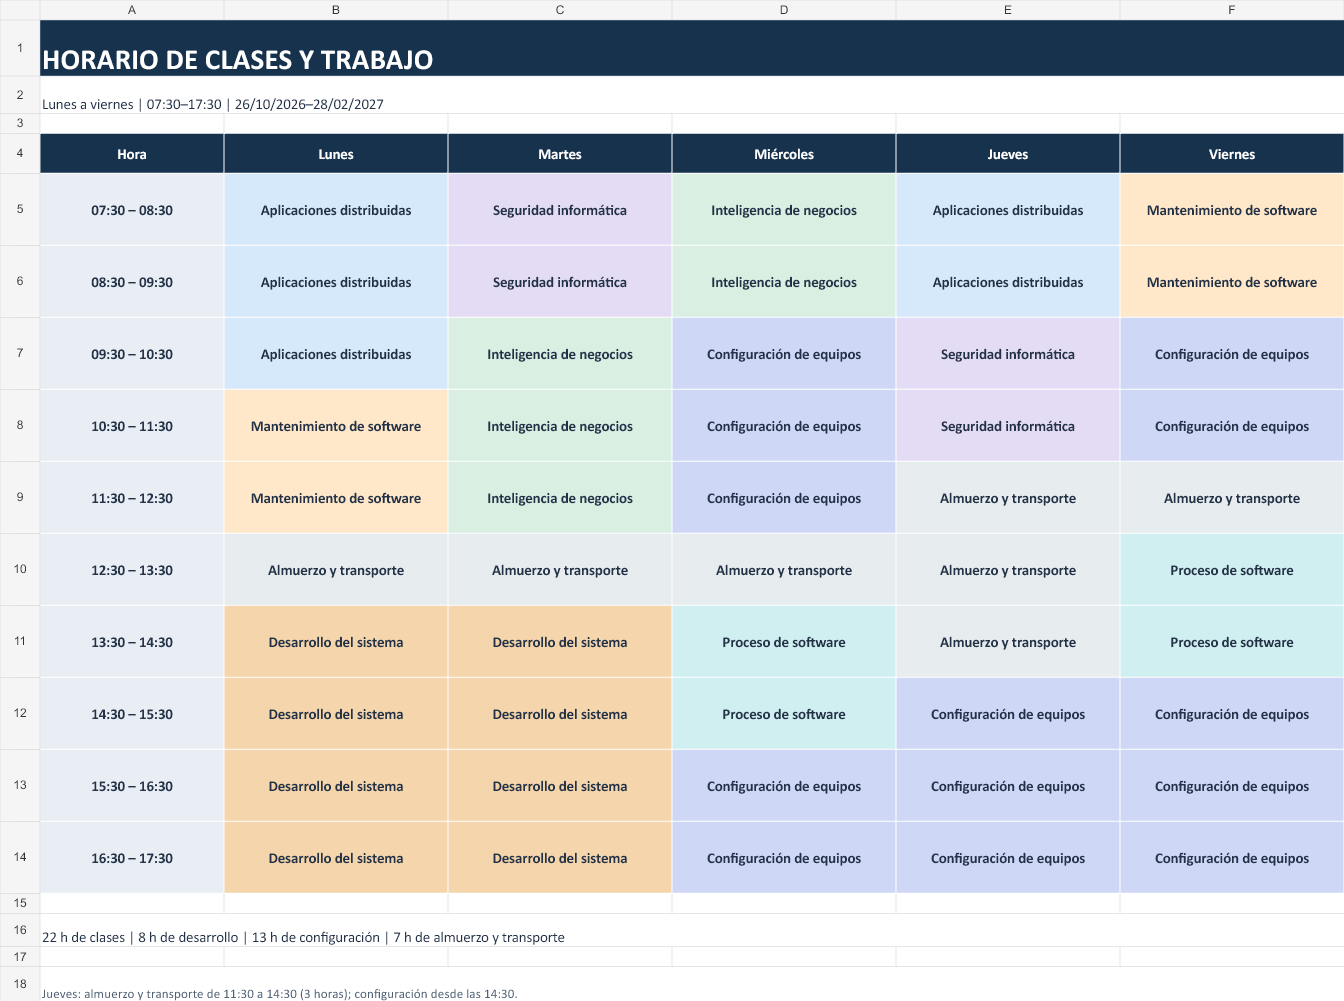 A B C D E F
1 HORARIO DE CLASES Y TRABAJO
2 Lunes a viernes | 07:30–17:30 | 26/10/2026–28/02/2027
3
4 Hora Lunes Martes Miércoles Jueves Viernes
5 07:30 – 08:30 Aplicaciones distribuidas Seguridad informática Inteligencia de negocios Aplicaciones distribuidas Mantenimiento de software
6 08:30 – 09:30 Aplicaciones distribuidas Seguridad informática Inteligencia de negocios Aplicaciones distribuidas Mantenimiento de software
7 09:30 – 10:30 Aplicaciones distribuidas Inteligencia de negocios Configuración de equipos Seguridad informática Configuración de equipos
8 10:30 – 11:30 Mantenimiento de software Inteligencia de negocios Configuración de equipos Seguridad informática Configuración de equipos
9 11:30 – 12:30 Mantenimiento de software Inteligencia de negocios Configuración de equipos Almuerzo y transporte Almuerzo y transporte
10 12:30 – 13:30 Almuerzo y transporte Almuerzo y transporte Almuerzo y transporte Almuerzo y transporte Proceso de software
11 13:30 – 14:30 Desarrollo del sistema Desarrollo del sistema Proceso de software Almuerzo y transporte Proceso de software
12 14:30 – 15:30 Desarrollo del sistema Desarrollo del sistema Proceso de software Configuración de equipos Configuración de equipos
13 15:30 – 16:30 Desarrollo del sistema Desarrollo del sistema Configuración de equipos Configuración de equipos Configuración de equipos
14 16:30 – 17:30 Desarrollo del sistema Desarrollo del sistema Configuración de equipos Configuración de equipos Configuración de equipos
15
16 22 h de clases | 8 h de desarrollo | 13 h de configuración | 7 h de almuerzo y transporte
17
18 Jueves: almuerzo y transporte de 11:30 a 14:30 (3 horas); configuración desde las 14:30.